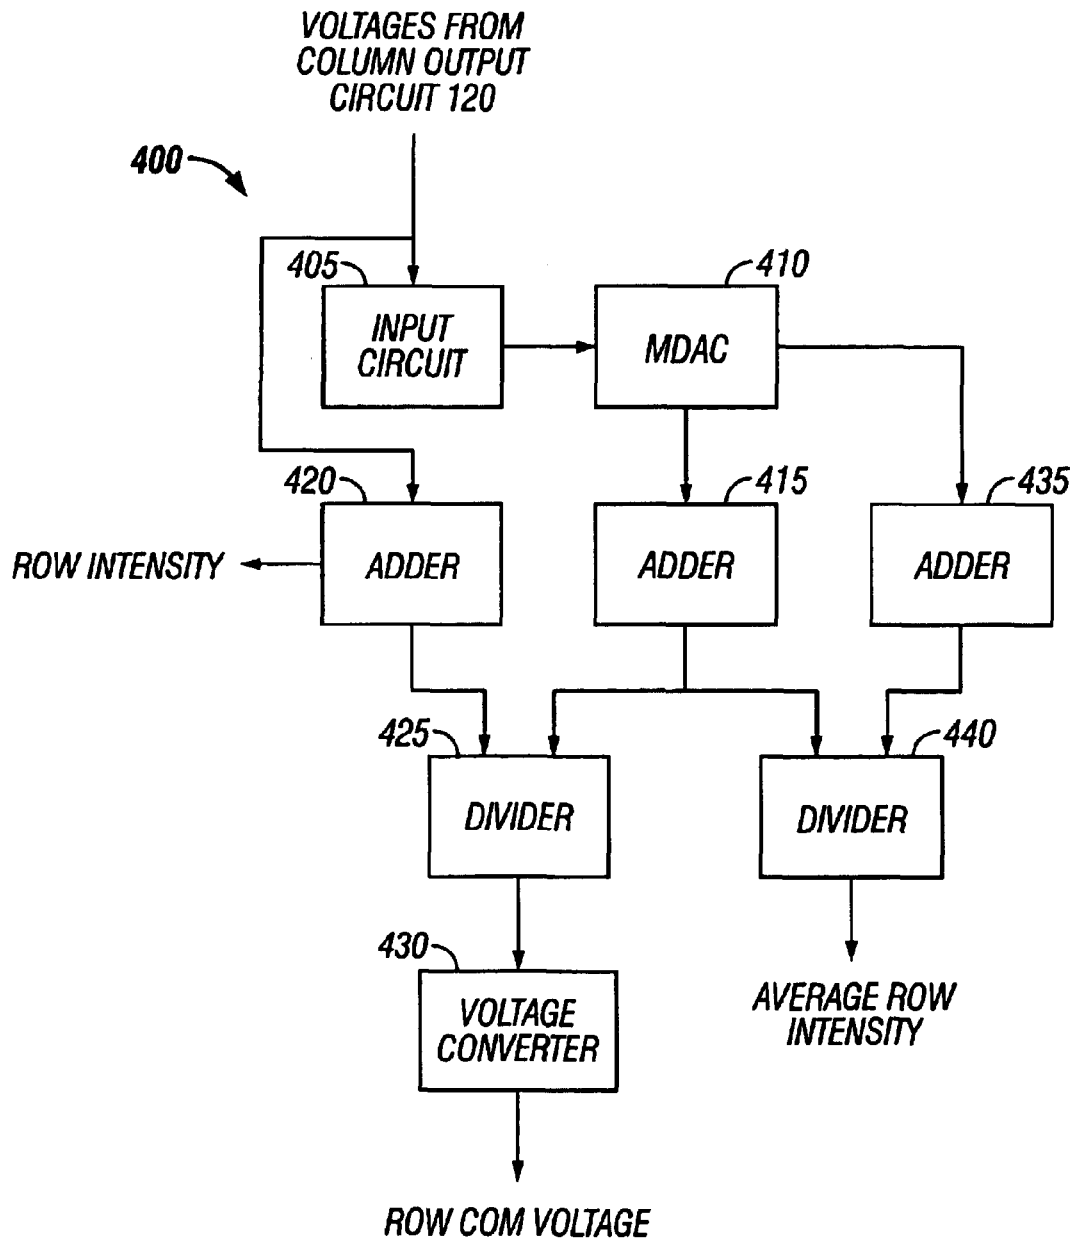 VOLTAGES FROM
COLUMN OUTPUT
CIRCUIT 120
400
405
INPUT
CIRCUIT
410
MDAC
420
ADDER
415
ADDER
435
ADDER
ROW INTENSITY
425
DIVIDER
440
DIVIDER
430
VOLTAGE
CONVERTER
AVERAGE ROW
INTENSITY
ROW COM VOLTAGE